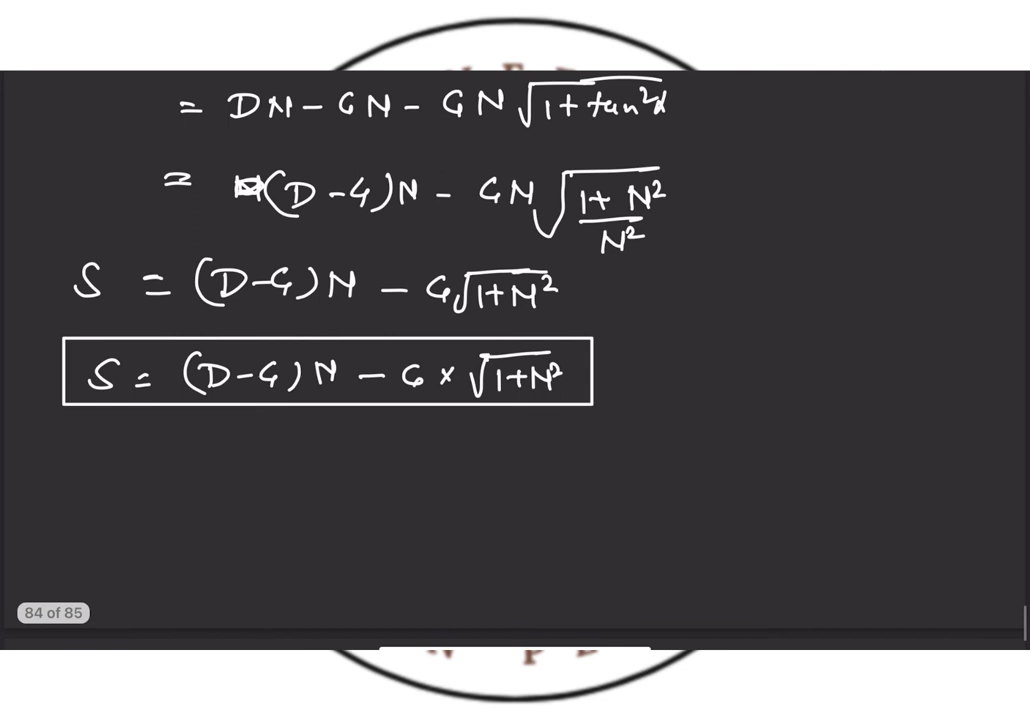 = DN - GN - GN √(1 + tan²α)
= (D - G)N - GN √((1 + N²)/N²)
S = (D-G)N - G√(1+N²)
S = (D-G)N - G × √(1+N²)
84 of 85